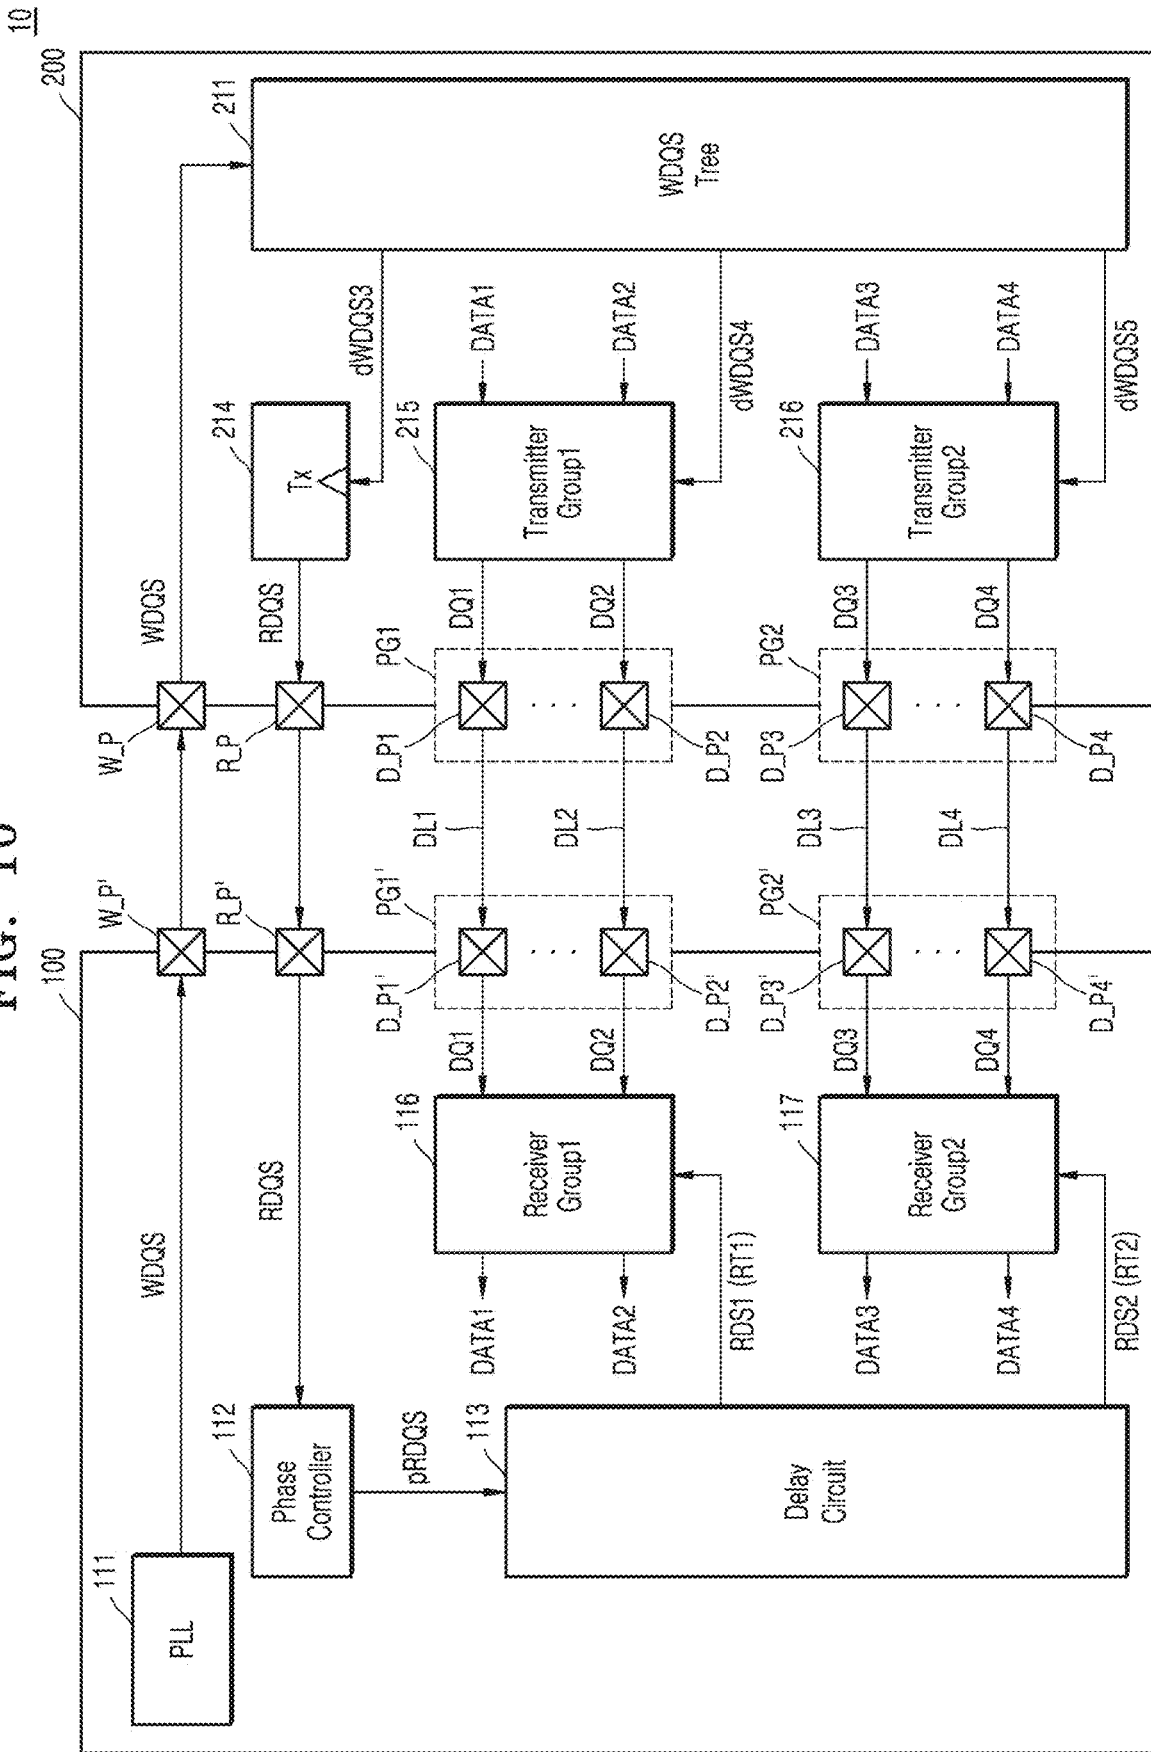 FIG. 10
10
100
200
111
PLL
WDQS
W_P'
W_P
WDQS
211
WDQS
Tree
112
Phase
Controller
RDQS
R_P'
R_P
RDQS
214
Tx
dWDQS3
pRDQS
113
Delay
Circuit
DATA1
DATA2
RDS1 (RT1)
116
Receiver
Group1
DQ1
DQ2
PG1'
D_P1'
. . .
D_P2'
DL1
DL2
PG1
D_P1
. . .
D_P2
DQ1
DQ2
215
Transmitter
Group1
DATA1
DATA2
dWDQS4
DATA3
DATA4
RDS2 (RT2)
117
Receiver
Group2
DQ3
DQ4
PG2'
D_P3'
. . .
D_P4'
DL3
DL4
PG2
D_P3
. . .
D_P4
DQ3
DQ4
216
Transmitter
Group2
DATA3
DATA4
dWDQS5